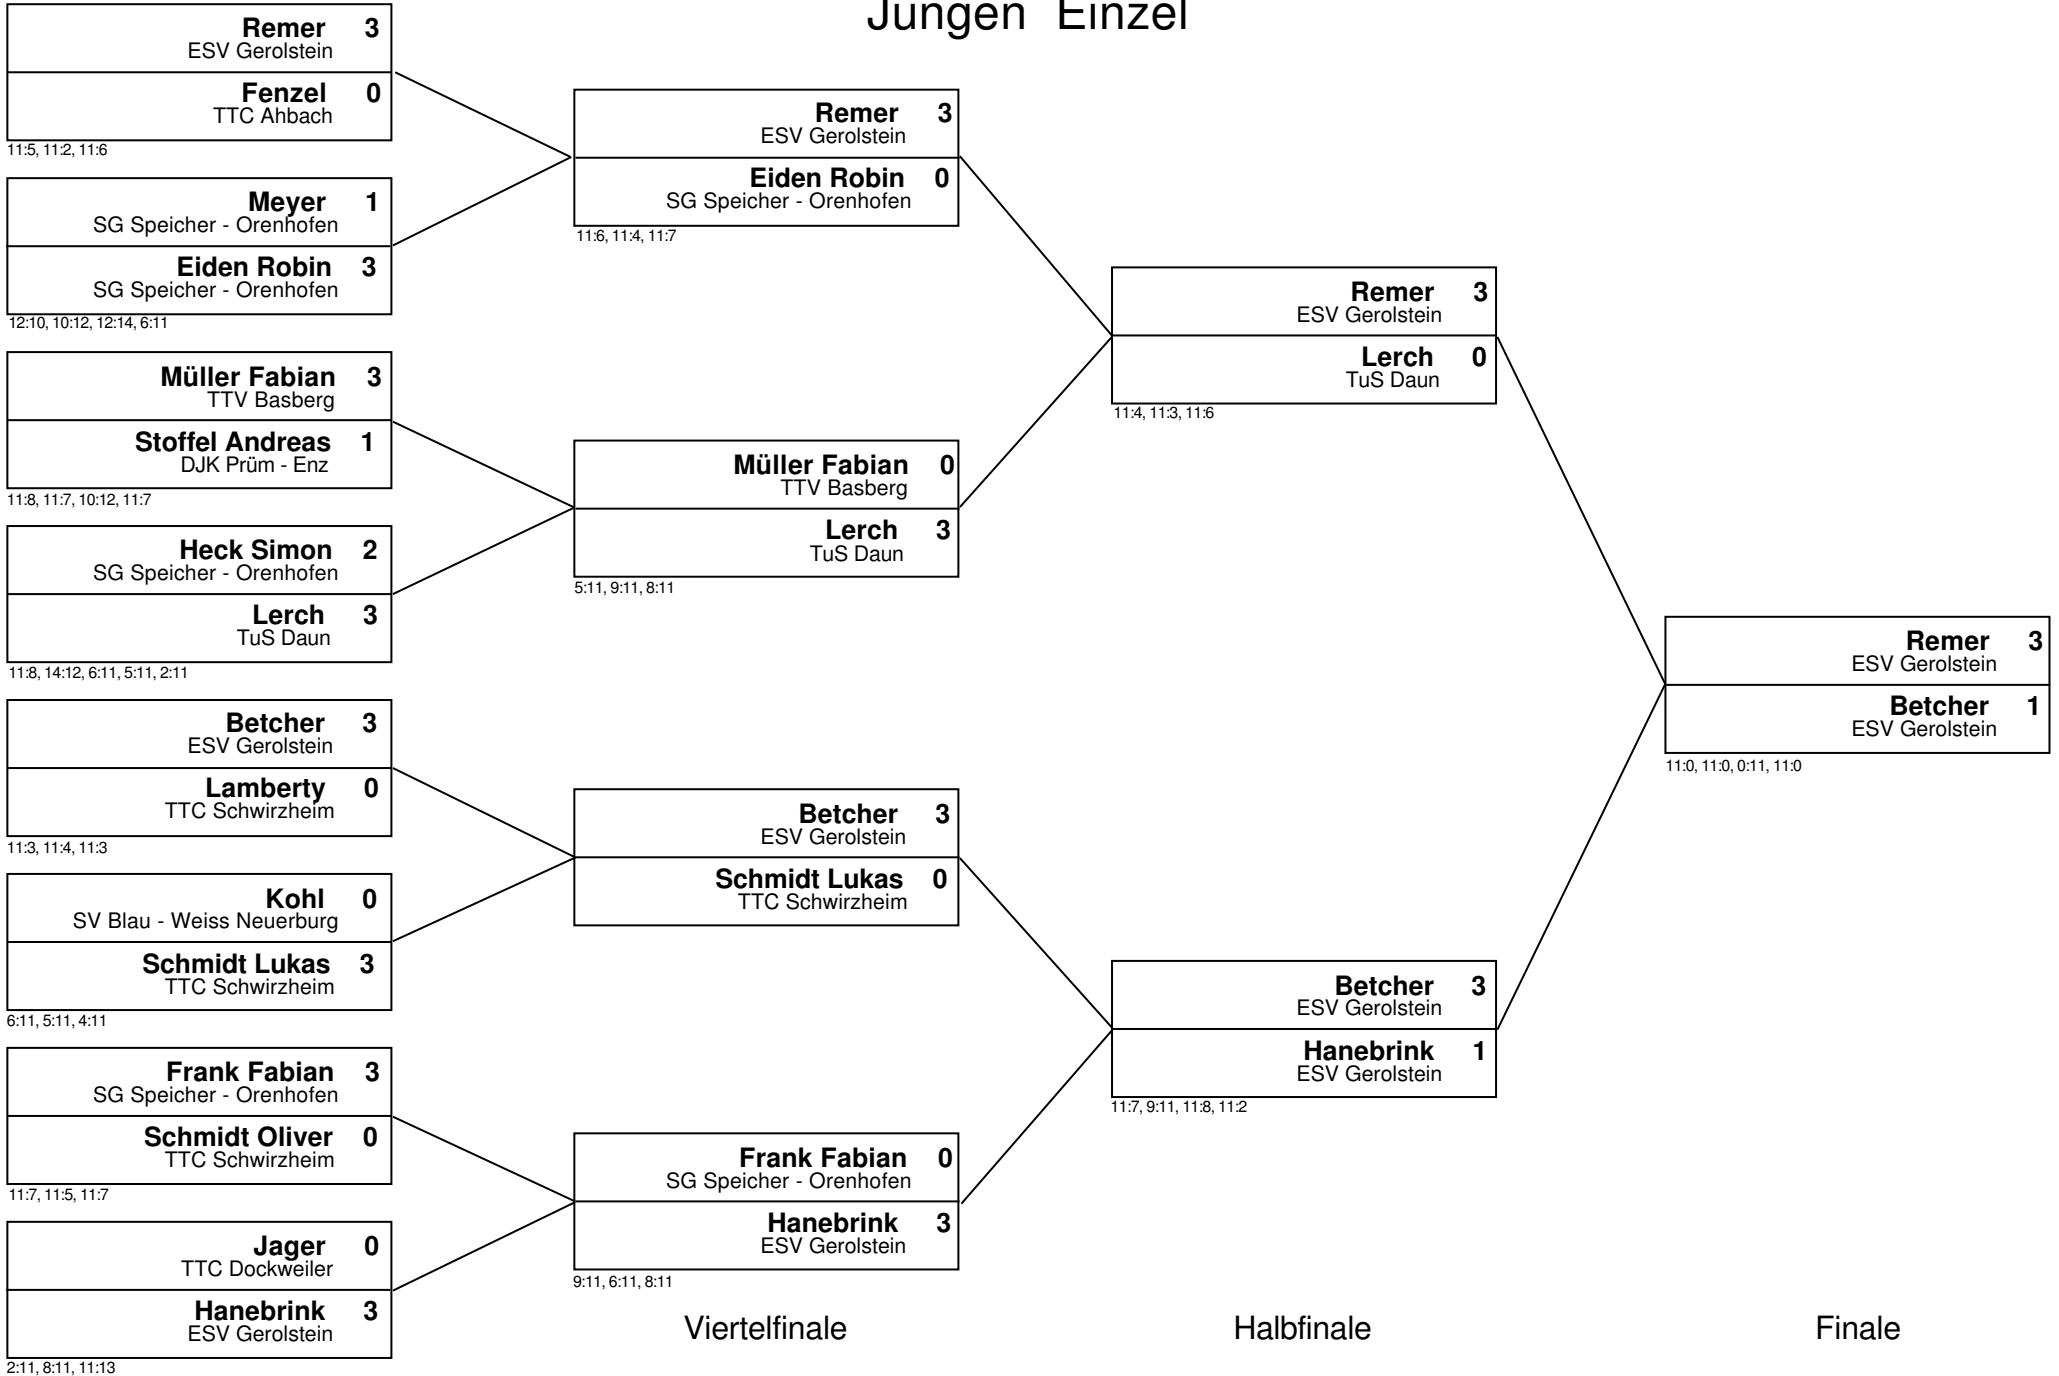 Jungen Einzel
Remer 3
ESV Gerolstein
Fenzel 0
TTC Ahbach
11:5, 11:2, 11:6
Meyer 1
SG Speicher - Orenhofen
Eiden Robin 3
SG Speicher - Orenhofen
12:10, 10:12, 12:14, 6:11
Müller Fabian 3
TTV Basberg
Stoffel Andreas 1
DJK Prüm - Enz
11:8, 11:7, 10:12, 11:7
Heck Simon 2
SG Speicher - Orenhofen
Lerch 3
TuS Daun
11:8, 14:12, 6:11, 5:11, 2:11
Betcher 3
ESV Gerolstein
Lamberty 0
TTC Schwirzheim
11:3, 11:4, 11:3
Kohl 0
SV Blau - Weiss Neuerburg
Schmidt Lukas 3
TTC Schwirzheim
6:11, 5:11, 4:11
Frank Fabian 3
SG Speicher - Orenhofen
Schmidt Oliver 0
TTC Schwirzheim
11:7, 11:5, 11:7
Jager 0
TTC Dockweiler
Hanebrink 3
ESV Gerolstein
2:11, 8:11, 11:13
Remer 3
ESV Gerolstein
Eiden Robin 0
SG Speicher - Orenhofen
11:6, 11:4, 11:7
Müller Fabian 0
TTV Basberg
Lerch 3
TuS Daun
5:11, 9:11, 8:11
Betcher 3
ESV Gerolstein
Schmidt Lukas 0
TTC Schwirzheim
Frank Fabian 0
SG Speicher - Orenhofen
Hanebrink 3
ESV Gerolstein
9:11, 6:11, 8:11
Viertelfinale
Remer 3
ESV Gerolstein
Lerch 0
TuS Daun
11:4, 11:3, 11:6
Betcher 3
ESV Gerolstein
Hanebrink 1
ESV Gerolstein
11:7, 9:11, 11:8, 11:2
Halbfinale
Remer 3
ESV Gerolstein
Betcher 1
ESV Gerolstein
11:0, 11:0, 0:11, 11:0
Finale